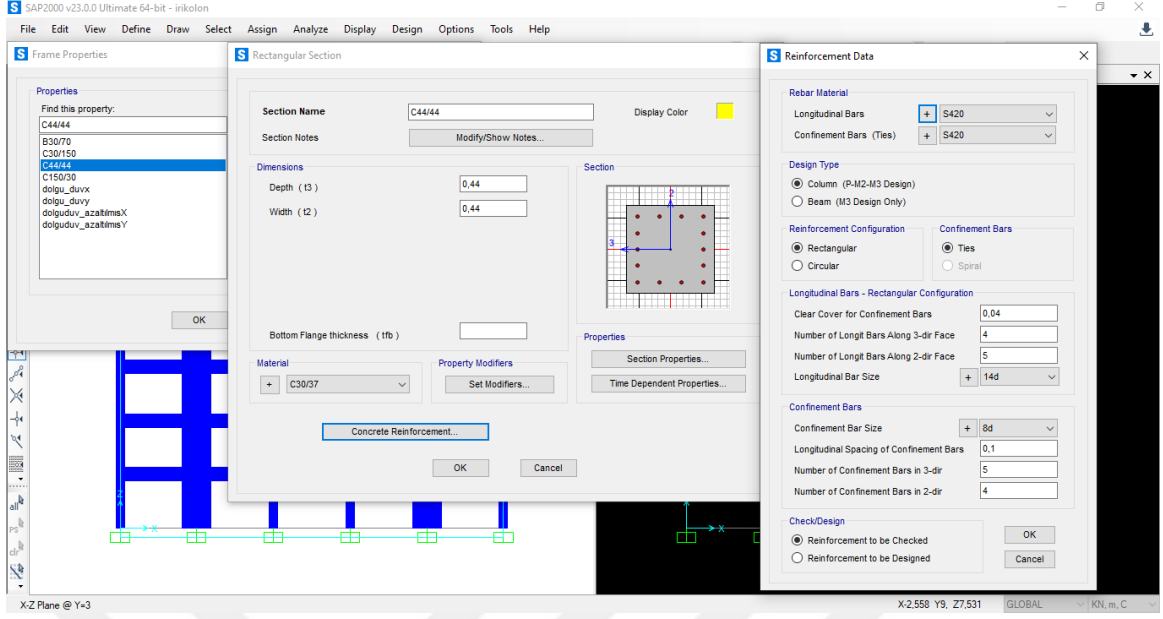 SAP2000 v23.0.0 Ultimate 64-bit - irikolon
File Edit View Define Draw Select Assign Analyze Display Design Options Tools Help
Frame Properties
Properties
Find this property:
C44/44
B30/70
C30/150
C44/44
C150/30
dolgu_duvx
dolgu_duvy
dolguduv_azaltılmısX
dolguduv_azaltılmısY
OK
Rectangular Section
Section Name C44/44 Display Color
Section Notes Modify/Show Notes...
Dimensions
Depth ( t3 ) 0,44
Width ( t2 ) 0,44
Bottom Flange thickness ( tfb )
Section
2
3
Properties
Section Properties...
Time Dependent Properties...
Material
+ C30/37
Property Modifiers
Set Modifiers...
Concrete Reinforcement...
OK Cancel
Reinforcement Data
Rebar Material
Longitudinal Bars + S420
Confinement Bars (Ties) + S420
Design Type
Column (P-M2-M3 Design)
Beam (M3 Design Only)
Reinforcement Configuration
Rectangular
Circular
Confinement Bars
Ties
Spiral
Longitudinal Bars - Rectangular Configuration
Clear Cover for Confinement Bars 0,04
Number of Longit Bars Along 3-dir Face 4
Number of Longit Bars Along 2-dir Face 5
Longitudinal Bar Size + 14d
Confinement Bars
Confinement Bar Size + 8d
Longitudinal Spacing of Confinement Bars 0,1
Number of Confinement Bars in 3-dir 5
Number of Confinement Bars in 2-dir 4
Check/Design
Reinforcement to be Checked
Reinforcement to be Designed
OK
Cancel
all
PS
clr
Z
X
X
X-Z Plane @ Y=3
X-2,558 Y9, Z7,531 GLOBAL KN, m, C